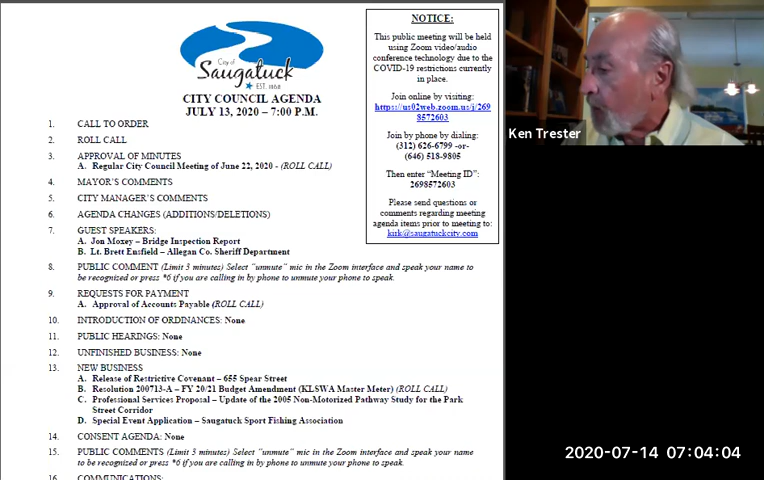 City of
Saugatuck
EST. 1868
CITY COUNCIL AGENDA
JULY 13, 2020 – 7:00 P.M.
NOTICE:
This public meeting will be held
using Zoom video/audio
conference technology due to the
COVID-19 restrictions currently
in place.
Join online by visiting:
https://us02web.zoom.us/j/269
8572603
Join by phone by dialing:
(312) 626-6799 -or-
(646) 518-9805
Then enter “Meeting ID”:
2698572603
Please send questions or
comments regarding meeting
agenda items prior to meeting to:
kirk@saugatuckcity.com
1. CALL TO ORDER
2. ROLL CALL
3. APPROVAL OF MINUTES
A. Regular City Council Meeting of June 22, 2020 - (ROLL CALL)
4. MAYOR’S COMMENTS
5. CITY MANAGER’S COMMENTS
6. AGENDA CHANGES (ADDITIONS/DELETIONS)
7. GUEST SPEAKERS:
A. Jon Moxey – Bridge Inspection Report
B. Lt. Brett Ensfield – Allegan Co. Sheriff Department
8. PUBLIC COMMENT (Limit 3 minutes) Select “unmute” mic in the Zoom interface and speak your name to
be recognized or press *6 if you are calling in by phone to unmute your phone to speak.
9. REQUESTS FOR PAYMENT
A. Approval of Accounts Payable (ROLL CALL)
10. INTRODUCTION OF ORDINANCES: None
11. PUBLIC HEARINGS: None
12. UNFINISHED BUSINESS: None
13. NEW BUSINESS
A. Release of Restrictive Covenant – 655 Spear Street
B. Resolution 200713-A – FY 20/21 Budget Amendment (KLSWA Master Meter) (ROLL CALL)
C. Professional Services Proposal – Update of the 2005 Non-Motorized Pathway Study for the Park
Street Corridor
D. Special Event Application – Saugatuck Sport Fishing Association
14. CONSENT AGENDA: None
15. PUBLIC COMMENTS (Limit 3 minutes) Select “unmute” mic in the Zoom interface and speak your name
to be recognized or press *6 if you are calling in by phone to unmute your phone to speak.
16. COMMUNICATIONS:
Ken Trester
2020-07-14 07:04:04